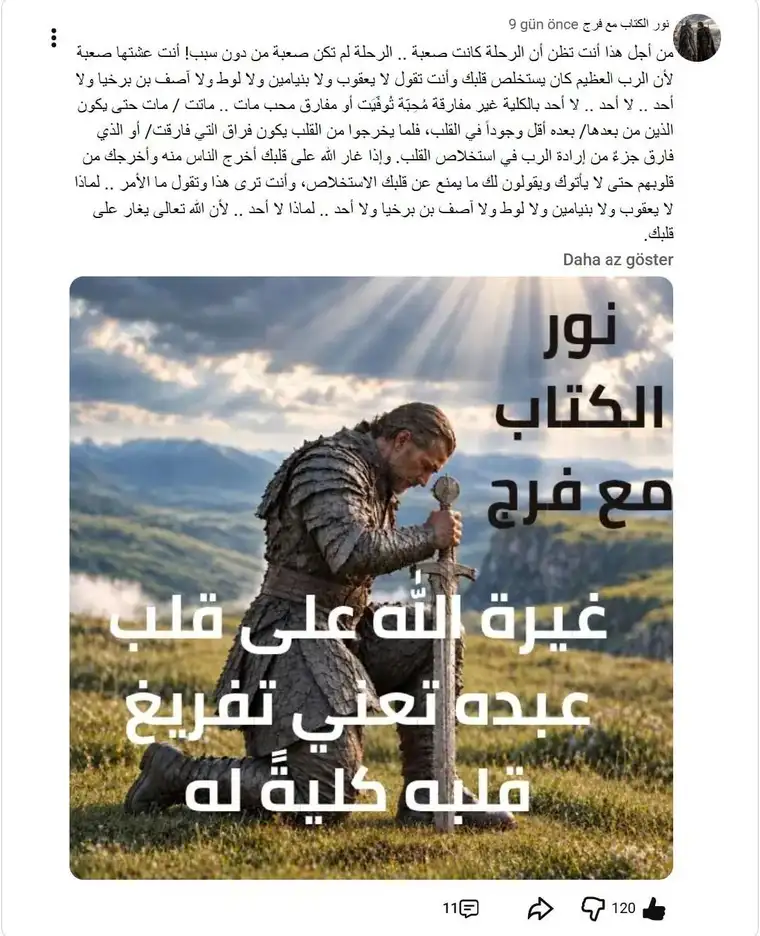 نور الكتاب مع فرج 9 gün önce
من أجل هذا أنت تظن أن الرحلة كانت صعبة .. الرحلة لم تكن صعبة من دون سبب! أنت عشتها صعبة
لأن الرب العظيم كان يستخلص قلبك وأنت تقول لا يعقوب ولا بنيامين ولا لوط ولا آصف بن برخيا ولا
أحد .. لا أحد .. لا أحد بالكلية غير مفارقة مُحِبّة تُوفّيَت أو مفارق محب مات .. ماتت / مات حتى يكون
الذين من بعدها/ بعده أقل وجوداً في القلب، فلما يخرجوا من القلب يكون فراق التي فارقت/ أو الذي
فارق جزءٌ من إرادة الرب في استخلاص القلب. وإذا غار الله على قلبك أخرج الناس منه وأخرجك من
قلوبهم حتى لا يأتوك ويقولون لك ما يمنع عن قلبك الاستخلاص، وأنت ترى هذا وتقول ما الأمر .. لماذا
لا يعقوب ولا بنيامين ولا لوط ولا آصف بن برخيا ولا أحد .. لماذا لا أحد .. لأن الله تعالى يغار على
قلبك.
Daha az göster
نور
الكتاب
مع فرج
غيرة الله على قلب
عبده تعني تفريغ
قلبه كليةً له
11
120